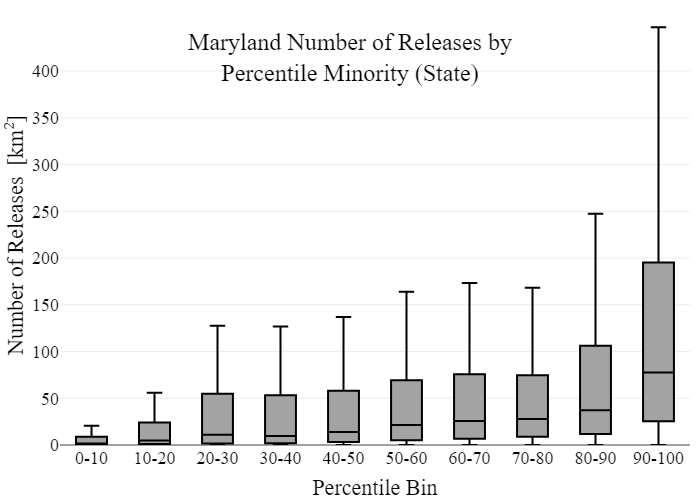 Maryland Number of Releases by
Percentile Minority (State)
Number of Releases [km²]
400
350
300
250
200
150
100
50
0
0-10 10-20 20-30 30-40 40-50 50-60 60-70 70-80 80-90 90-100
Percentile Bin